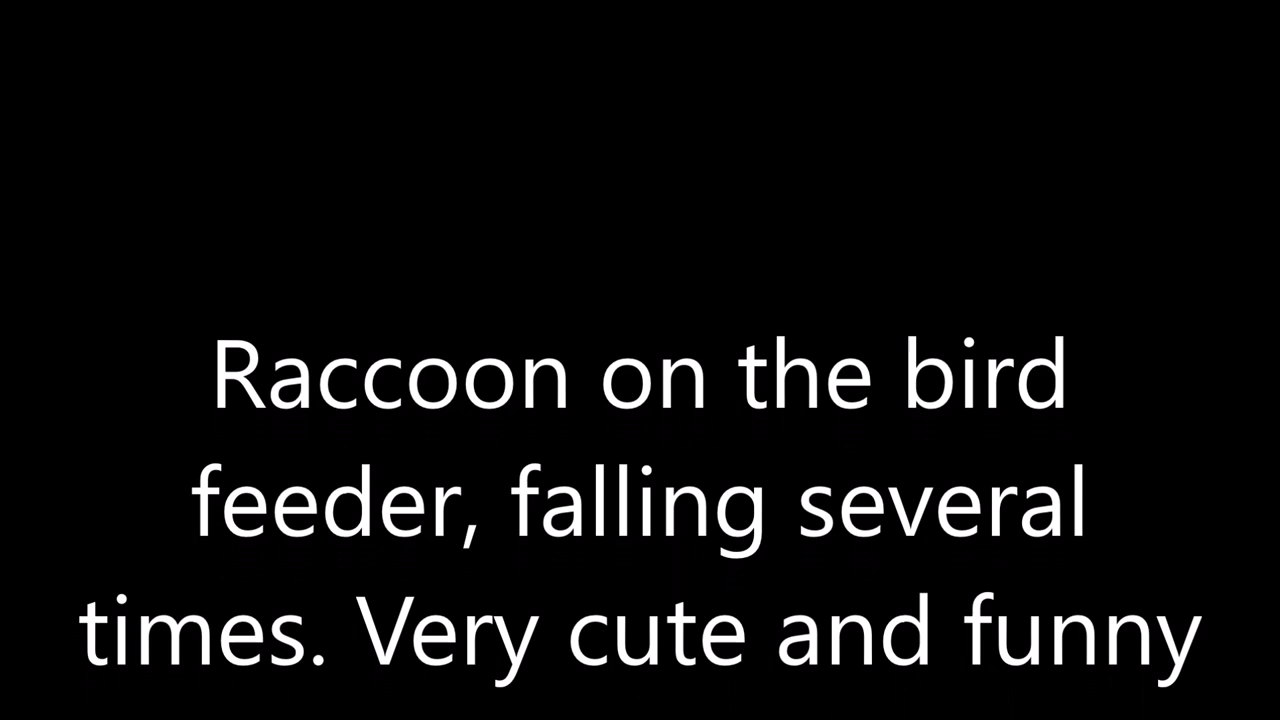 Raccoon on the bird
feeder, falling several
times. Very cute and funny